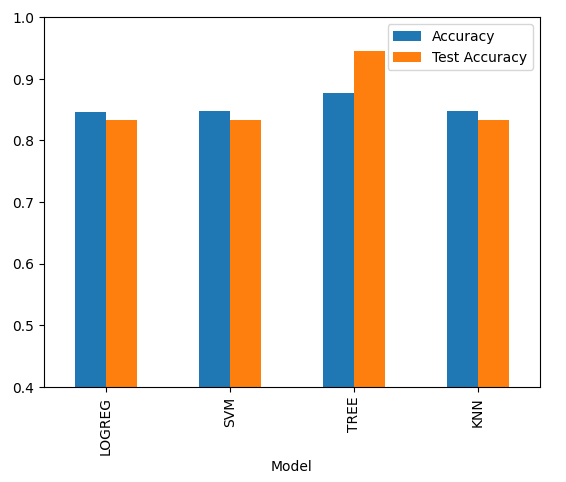 1.0
0.9
0.8
0.7
0.6
0.5
0.4
Accuracy
Test Accuracy
LOGREG
SVM
TREE
KNN
Model